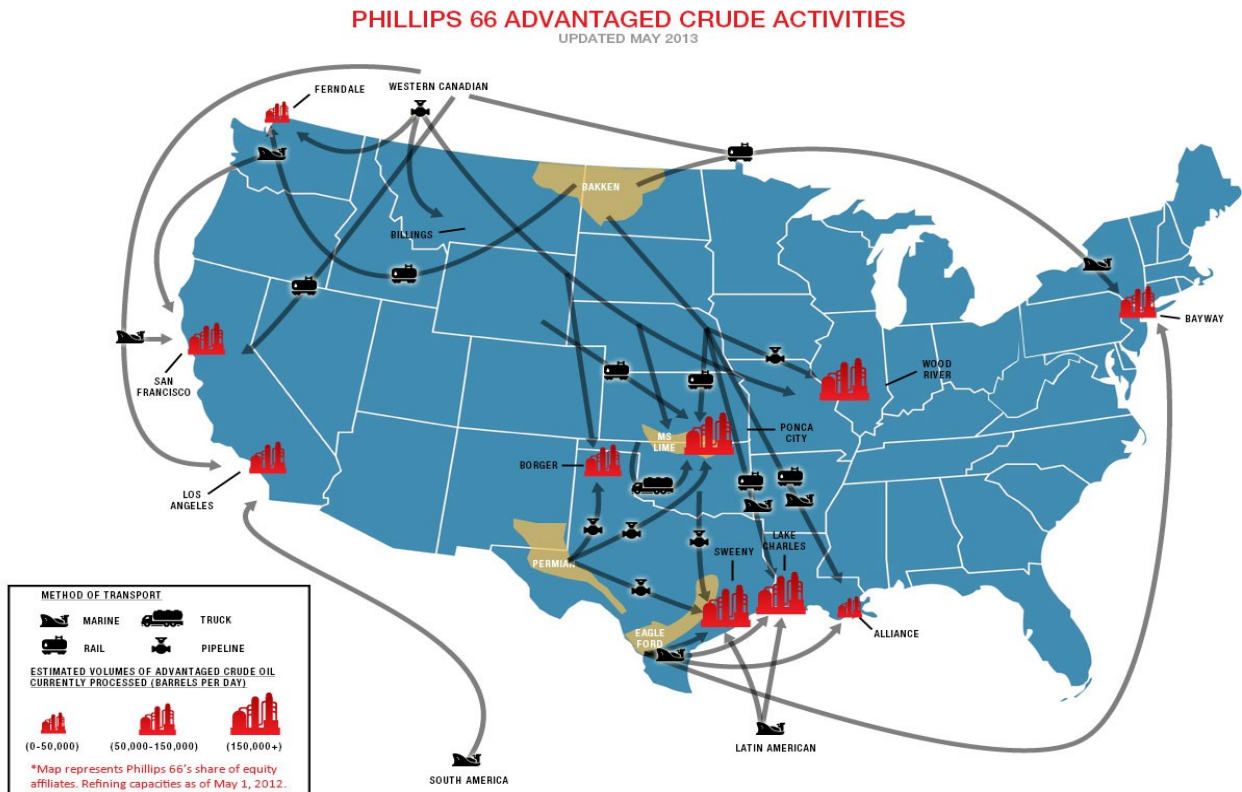 PHILLIPS 66 ADVANTAGED CRUDE ACTIVITIES
UPDATED MAY 2013
FERNDALE
WESTERN CANADIAN
BAKKEN
BILLINGS
BAYWAY
SAN
FRANCISCO
WOOD
RIVER
PONCA
CITY
MS
LIME
BORGER
LOS
ANGELES
PERMIAN
SWEENY
LAKE
CHARLES
EAGLE
FORD
ALLIANCE
LATIN AMERICAN
SOUTH AMERICA
METHOD OF TRANSPORT
MARINE
TRUCK
RAIL
PIPELINE
ESTIMATED VOLUMES OF ADVANTAGED CRUDE OIL
CURRENTLY PROCESSED (BARRELS PER DAY)
(0-50,000)
(50,000-150,000)
(150,000+)
*Map represents Phillips 66's share of equity
affiliates. Refining capacities as of May 1, 2012.